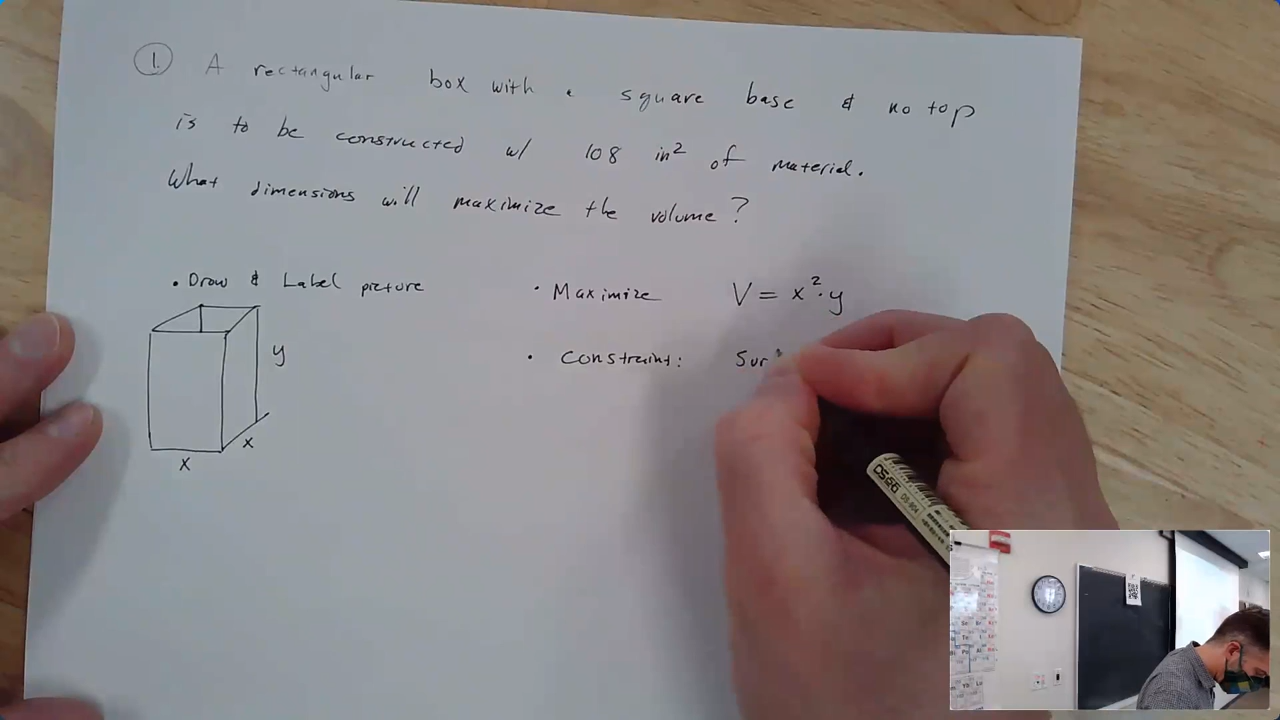 1. A rectangular box with a square base & no top
is to be constructed w/ 108 in² of material.
What dimensions will maximize the volume?
• Draw & Label picture
• Maximize V = x²·y
• Constraint: Sur
y
x
x